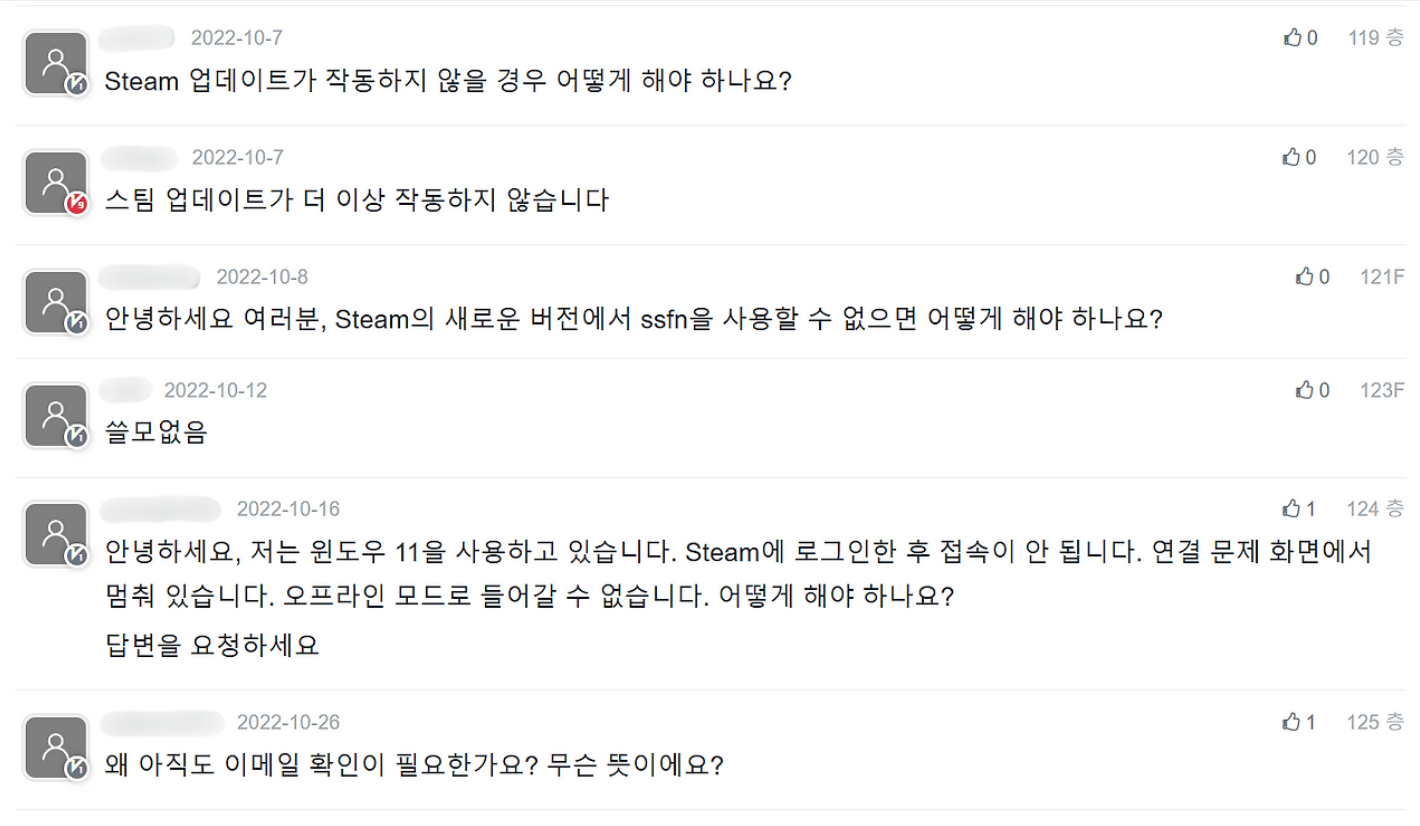 2022-10-7 0 119 층
Steam 업데이트가 작동하지 않을 경우 어떻게 해야 하나요?
2022-10-7 0 120 층
스팀 업데이트가 더 이상 작동하지 않습니다
2022-10-8 0 121F
안녕하세요 여러분, Steam의 새로운 버전에서 ssfn을 사용할 수 없으면 어떻게 해야 하나요?
2022-10-12 0 123F
쓸모없음
2022-10-16 1 124 층
안녕하세요, 저는 윈도우 11을 사용하고 있습니다. Steam에 로그인한 후 접속이 안 됩니다. 연결 문제 화면에서
멈춰 있습니다. 오프라인 모드로 들어갈 수 없습니다. 어떻게 해야 하나요?
답변을 요청하세요
2022-10-26 1 125 층
왜 아직도 이메일 확인이 필요한가요? 무슨 뜻이에요?